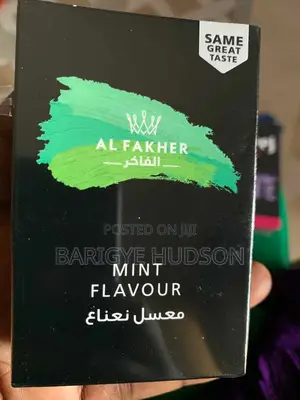 SAME
GREAT
TASTE
AL FAKHER
الفاخر
POSTED ON JIJI
BARIGYE HUDSON
MINT
FLAVOUR
معسل نعناع